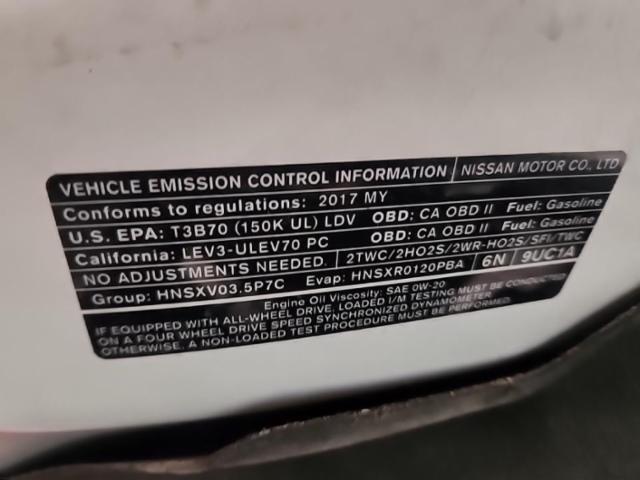 VEHICLE EMISSION CONTROL INFORMATION NISSAN MOTOR CO., LTD
Conforms to regulations: 2017 MY
U.S. EPA: T3B70 (150K UL) LDV OBD: CA OBD II Fuel: Gasoline
California: LEV3-ULEV70 PC OBD: CA OBD II Fuel: Gasoline
NO ADJUSTMENTS NEEDED. 2TWC/2HO2S/2WR-HO2S/SFI/TWC
Group: HNSXV03.5P7C Evap: HNSXR0120PBA 6N 9UC1A
Engine Oil Viscosity: SAE 0W-20
IF EQUIPPED WITH ALL-WHEEL DRIVE, LOADED I/M TESTING MUST BE CONDUCTED
ON A FOUR WHEEL DRIVE SPEED SYNCHRONIZED DYNAMOMETER.
OTHERWISE, A NON-LOADED TEST PROCEDURE MUST BE FOLLOWED.